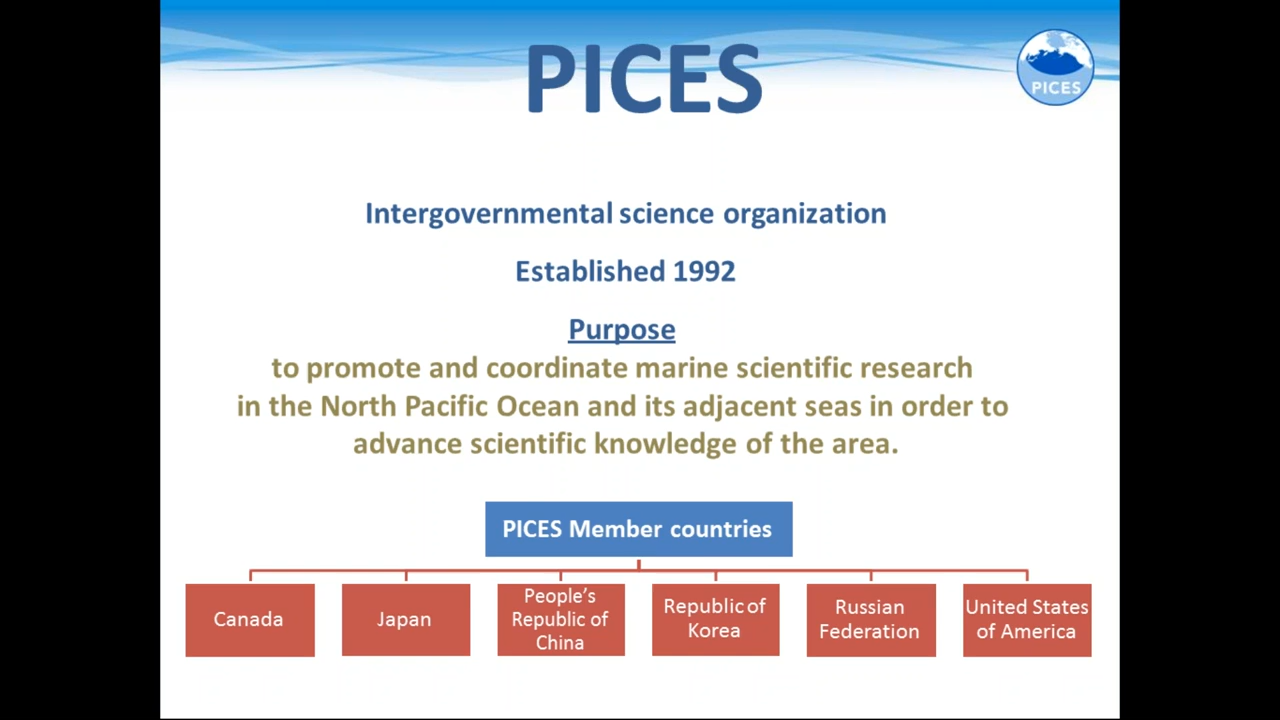 PICES
PICES
Intergovernmental science organization
Established 1992
Purpose
to promote and coordinate marine scientific research
in the North Pacific Ocean and its adjacent seas in order to
advance scientific knowledge of the area.
PICES Member countries
Canada
Japan
People's
Republic of
China
Republic of
Korea
Russian
Federation
United States
of America